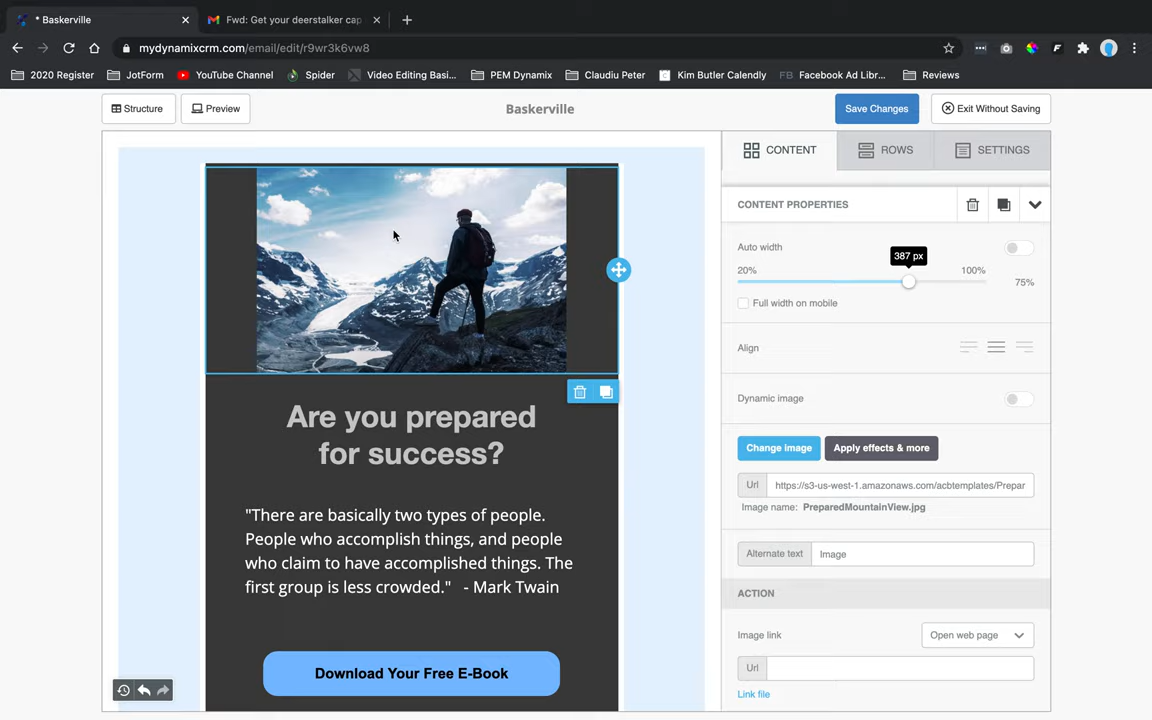 * Baskerville
Fwd: Get your deerstalker cap
mydynamixcrm.com/email/edit/r9wr3k6vw8
2020 Register
JotForm
YouTube Channel
Spider
Video Editing Basi...
PEM Dynamix
Claudiu Peter
Kim Butler Calendly
FB Facebook Ad Libr...
Reviews
Structure
Preview
Baskerville
Save Changes
Exit Without Saving
CONTENT
ROWS
SETTINGS
CONTENT PROPERTIES
Auto width
387 px
20%
100%
75%
Full width on mobile
Align
Dynamic image
Change image
Apply effects & more
Url
https://s3-us-west-1.amazonaws.com/acbtemplates/Prepar
Image name: PreparedMountainView.jpg
Alternate text
Image
ACTION
Image link
Open web page
Url
Link file
Are you prepared
for success?
"There are basically two types of people.
People who accomplish things, and people
who claim to have accomplished things. The
first group is less crowded." - Mark Twain
Download Your Free E-Book